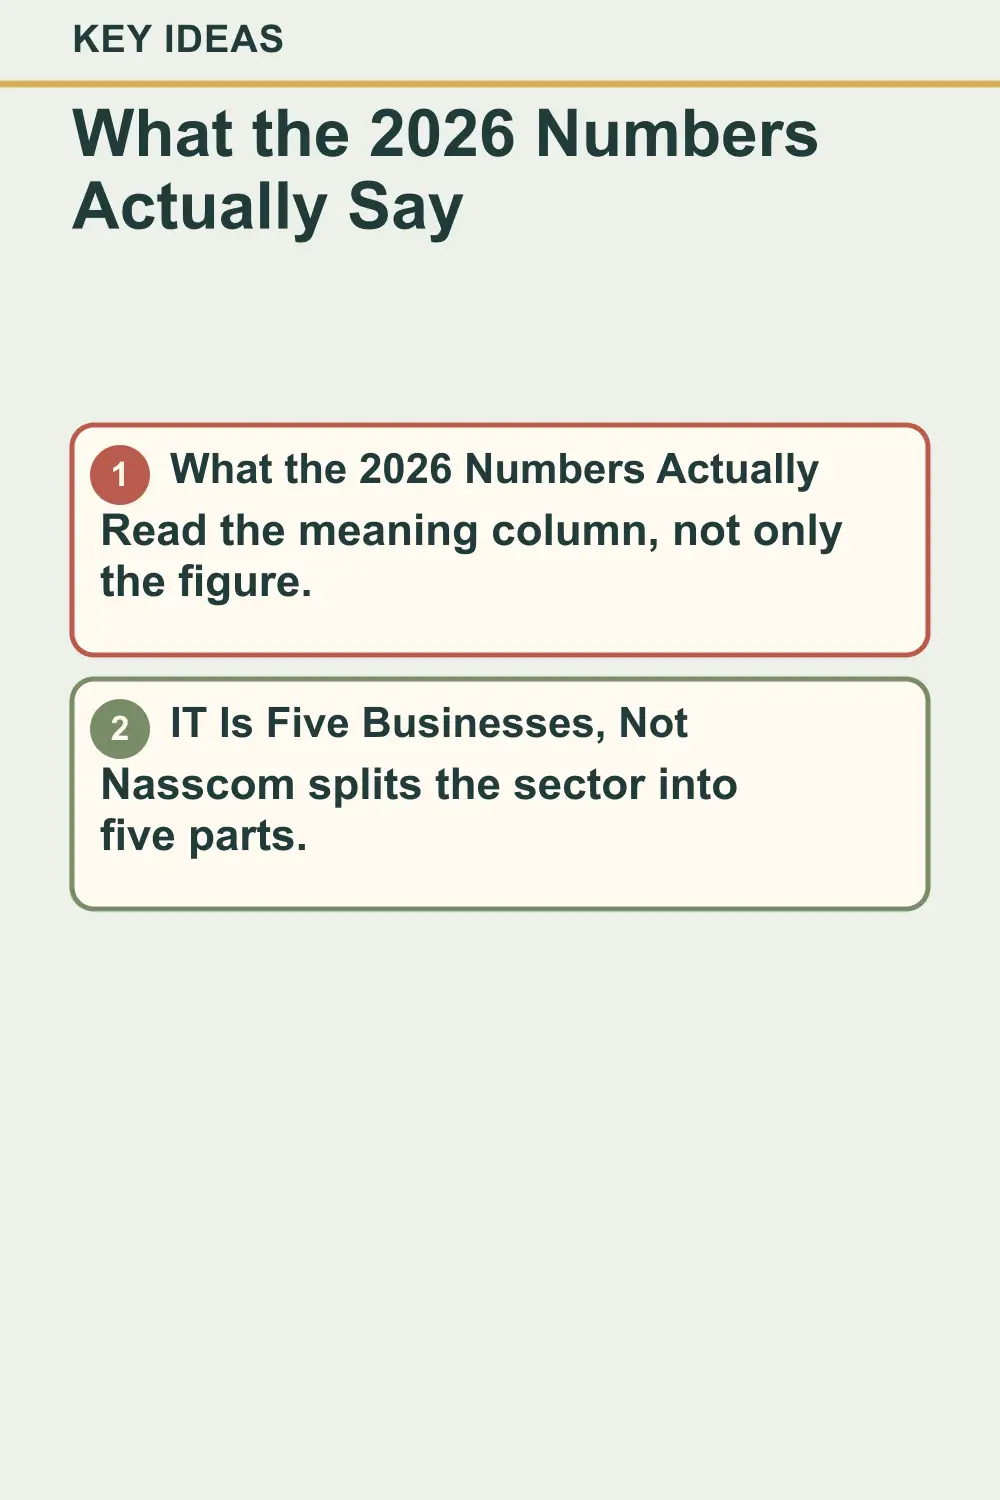 KEY IDEAS
What the 2026 Numbers
Actually Say
1 What the 2026 Numbers Actually
Read the meaning column, not only
the figure.
2 IT Is Five Businesses, Not
Nasscom splits the sector into
five parts.